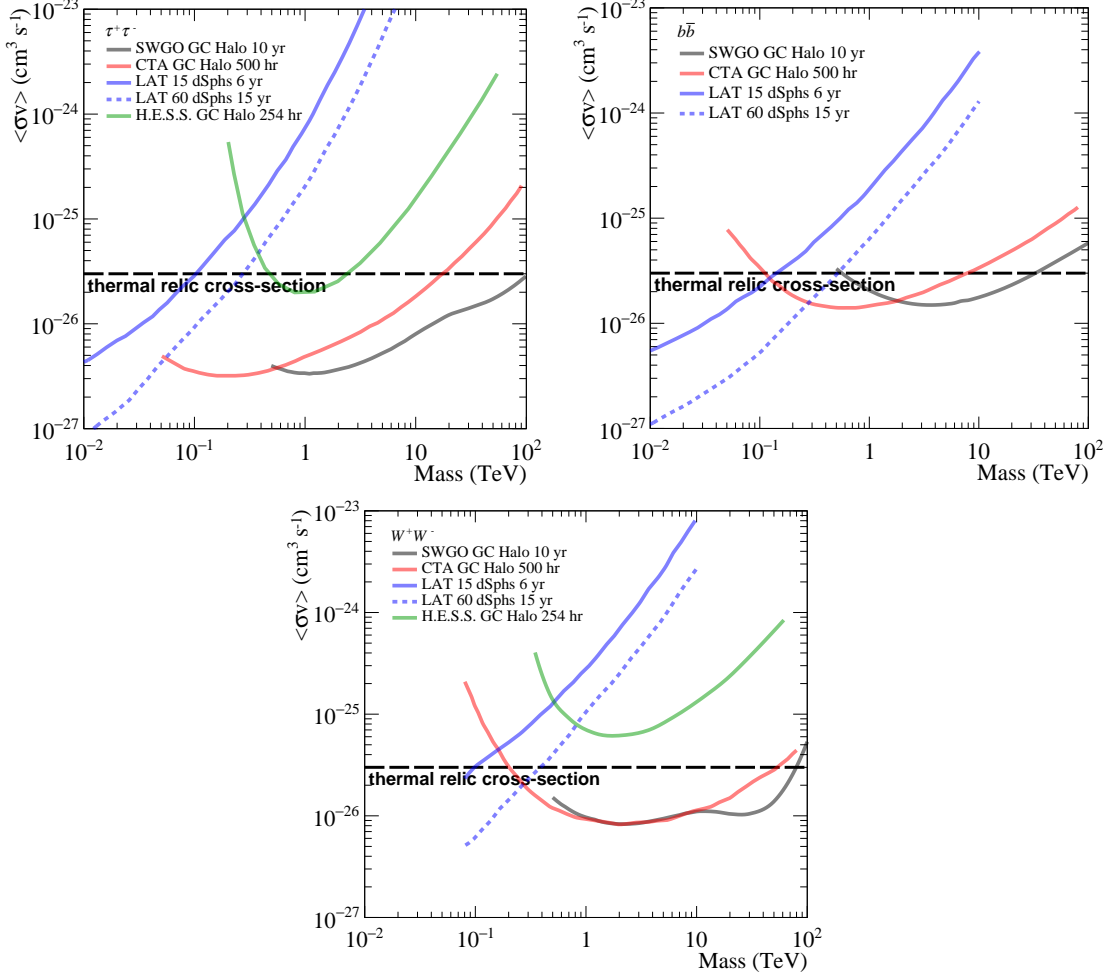 10⁻²³
10⁻²⁴
10⁻²⁵
10⁻²⁶
10⁻²⁷
<σv> (cm³ s⁻¹)
τ⁺τ⁻
SWGO GC Halo 10 yr
CTA GC Halo 500 hr
LAT 15 dSphs 6 yr
LAT 60 dSphs 15 yr
H.E.S.S. GC Halo 254 hr
thermal relic cross-section
10⁻² 10⁻¹ 1 10 10²
Mass (TeV)
10⁻²³
10⁻²⁴
10⁻²⁵
10⁻²⁶
10⁻²⁷
<σv> (cm³ s⁻¹)
bb̅
SWGO GC Halo 10 yr
CTA GC Halo 500 hr
LAT 15 dSphs 6 yr
LAT 60 dSphs 15 yr
thermal relic cross-section
10⁻² 10⁻¹ 1 10 10²
Mass (TeV)
10⁻²³
10⁻²⁴
10⁻²⁵
10⁻²⁶
10⁻²⁷
<σv> (cm³ s⁻¹)
W⁺W⁻
SWGO GC Halo 10 yr
CTA GC Halo 500 hr
LAT 15 dSphs 6 yr
LAT 60 dSphs 15 yr
H.E.S.S. GC Halo 254 hr
thermal relic cross-section
10⁻² 10⁻¹ 1 10 10²
Mass (TeV)